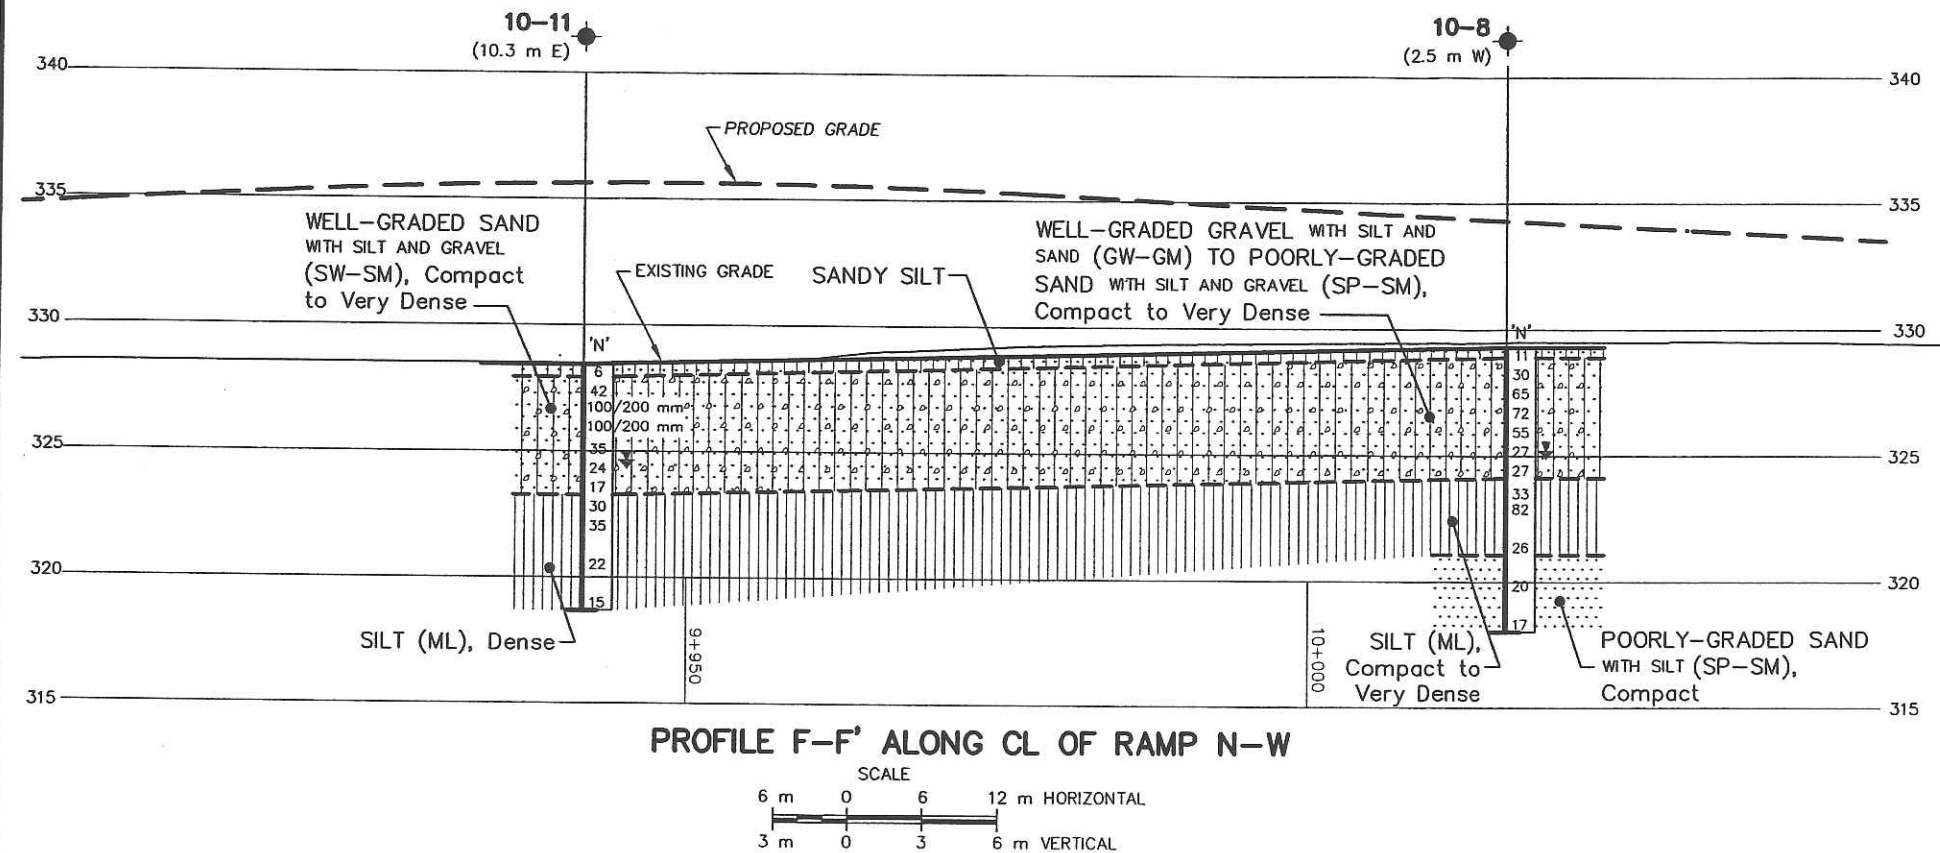 10-11
(10.3 m E)
10-8
(2.5 m W)
340
340
PROPOSED GRADE
335
335
WELL-GRADED SAND
WITH SILT AND GRAVEL
(SW-SM), Compact
to Very Dense
EXISTING GRADE
SANDY SILT
WELL-GRADED GRAVEL WITH SILT AND
SAND (GW-GM) TO POORLY-GRADED
SAND WITH SILT AND GRAVEL (SP-SM),
Compact to Very Dense
330
330
'N'
6
42
100/200 mm
100/200 mm
35
24
17
30
35
22
15
'N'
11
30
65
72
55
27
27
33
82
26
20
17
325
325
320
320
SILT (ML), Dense
9+950
10+000
SILT (ML),
Compact to
Very Dense
POORLY-GRADED SAND
WITH SILT (SP-SM),
Compact
315
315
PROFILE F-F' ALONG CL OF RAMP N-W
SCALE
6 m 0 6 12 m HORIZONTAL
3 m 0 3 6 m VERTICAL